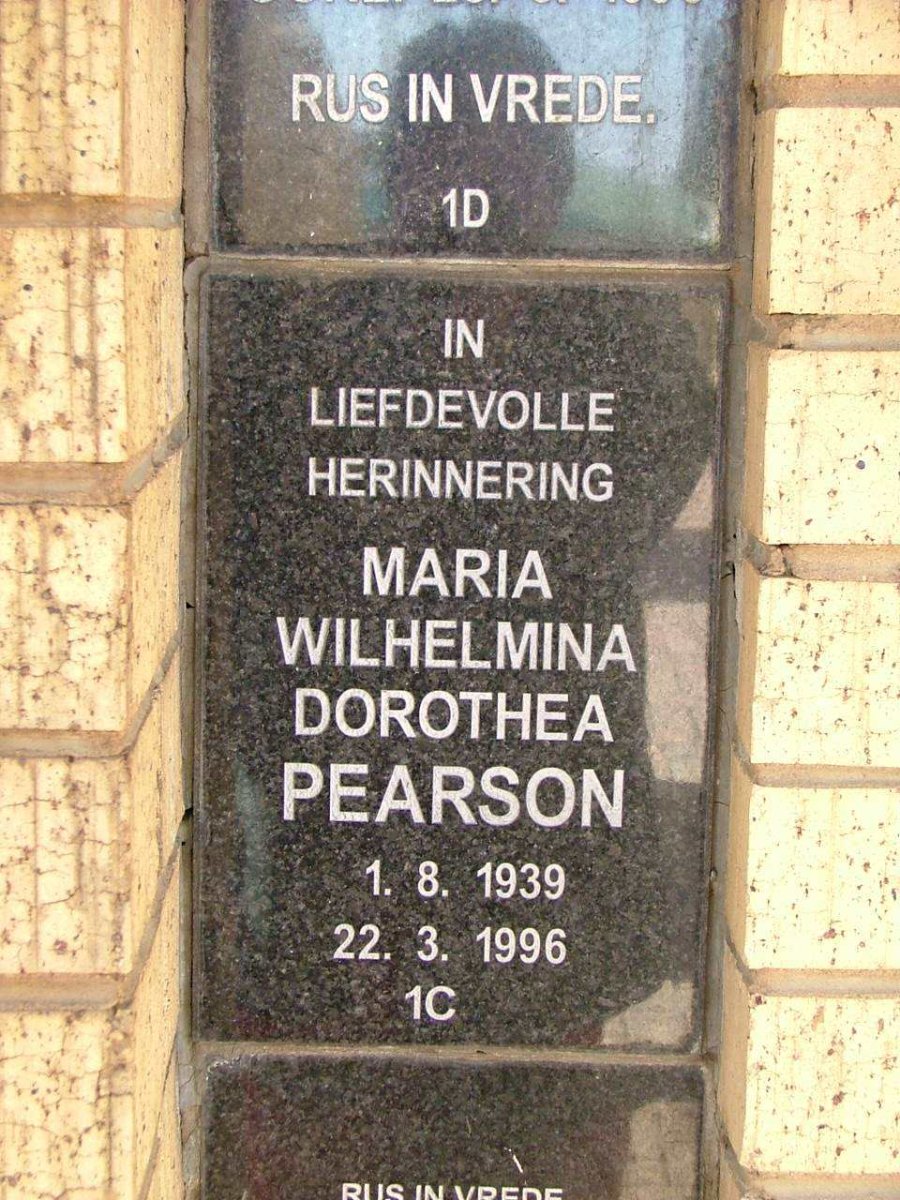 RUS IN VREDE.
1D
IN
LIEFDEVOLLE
HERINNERING
MARIA
WILHELMINA
DOROTHEA
PEARSON
1. 8. 1939
22. 3. 1996
1C
RUS IN VREDE